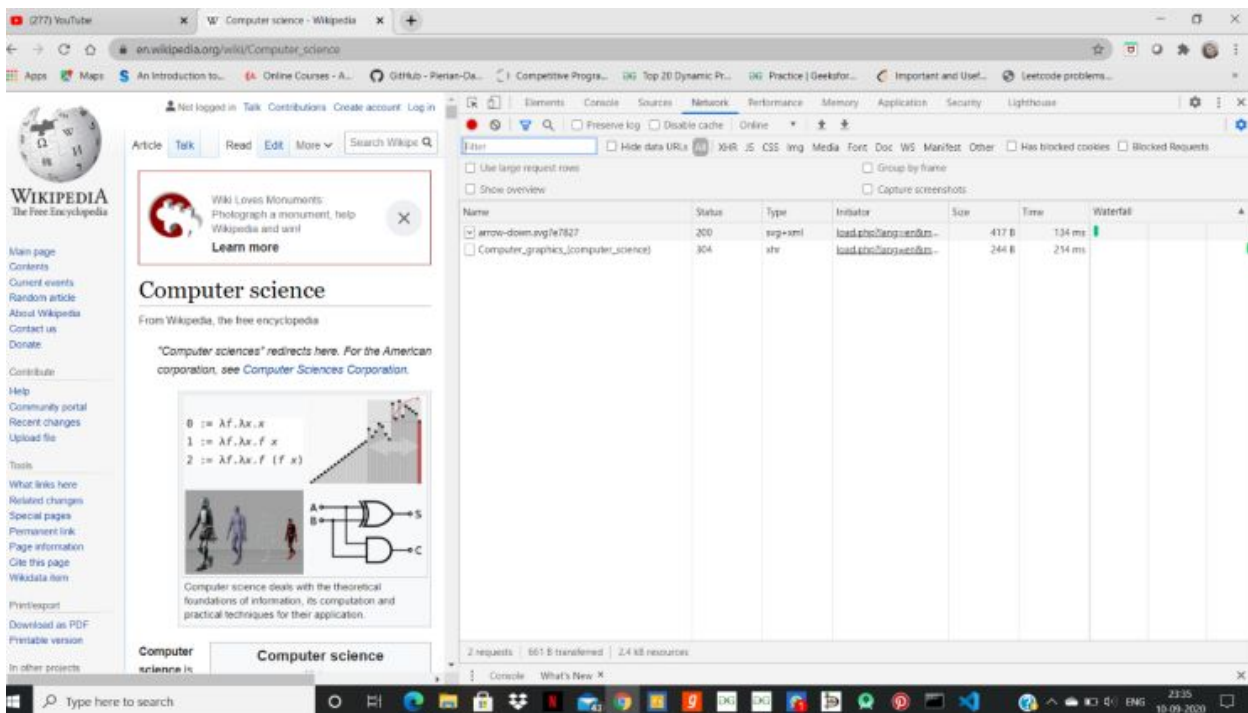 (277) YouTube
W Computer science - Wikipedia
en.wikipedia.org/wiki/Computer_science
Apps Maps An Introduction to... Online Courses - A... GitHub - Pierian-Da... Competitive Progra... Top 20 Dynamic Pr... Practice | Geeksfor... Important and Usef... Leetcode problems...
Not logged in Talk Contributions Create account Log in
Article Talk Read Edit More Search Wikipe
WIKIPEDIA
The Free Encyclopedia
Main page
Contents
Current events
Random article
About Wikipedia
Contact us
Donate
Contribute
Help
Community portal
Recent changes
Upload file
Tools
What links here
Related changes
Special pages
Permanent link
Page information
Cite this page
Wikidata item
Print/export
Download as PDF
Printable version
In other projects
Wiki Loves Monuments:
Photograph a monument, help
Wikipedia and win!
Learn more
Computer science
From Wikipedia, the free encyclopedia
"Computer sciences" redirects here. For the American
corporation, see Computer Sciences Corporation.
0 := λf.λx.x
1 := λf.λx.f x
2 := λf.λx.f (f x)
A S
B
C
Computer science deals with the theoretical
foundations of information, its computation and
practical techniques for their application.
Computer
science is
Computer science
Elements Console Sources Network Performance Memory Application Security Lighthouse
Preserve log Disable cache Online
Filter Hide data URLs All XHR JS CSS Img Media Font Doc WS Manifest Other Has blocked cookies Blocked Requests
Use large request rows Group by frame
Show overview Capture screenshots
Name Status Type Initiator Size Time Waterfall
arrow-down.svg?e7827 200 svg+xml load.php?lang=en&m... 417 B 134 ms
Computer_graphics_(computer_science) 304 xhr load.php?lang=en&m... 244 B 214 ms
2 requests 661 B transferred 2.4 kB resources
Console What's New
Type here to search
ENG
23:35
10-09-2020